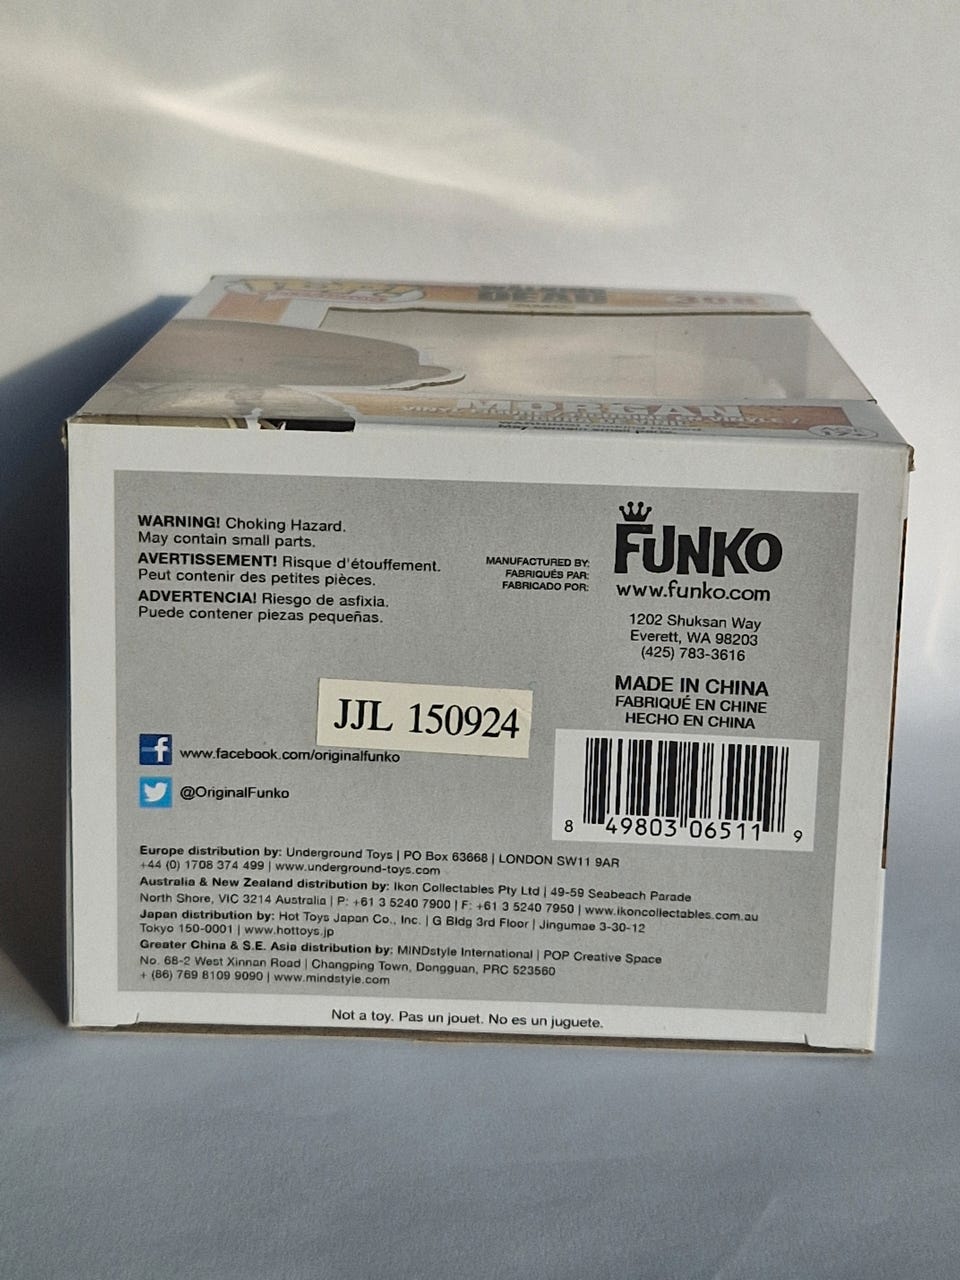 DEAD
308
MORGAN
May contain small parts.
WARNING! Choking Hazard.
May contain small parts.
AVERTISSEMENT! Risque d'étouffement.
Peut contenir des petites pièces.
ADVERTENCIA! Riesgo de asfixia.
Puede contener piezas pequeñas.
MANUFACTURED BY:
FABRIQUÉS PAR:
FABRICADO POR:
FUNKO
www.funko.com
1202 Shuksan Way
Everett, WA 98203
(425) 783-3616
MADE IN CHINA
FABRIQUÉ EN CHINE
HECHO EN CHINA
JJL 150924
www.facebook.com/originalfunko
@OriginalFunko
8 49803 06511 9
Europe distribution by: Underground Toys | PO Box 63668 | LONDON SW11 9AR
+44 (0) 1708 374 499 | www.underground-toys.com
Australia & New Zealand distribution by: Ikon Collectables Pty Ltd | 49-59 Seabeach Parade
North Shore, VIC 3214 Australia | P: +61 3 5240 7900 | F: +61 3 5240 7950 | www.ikoncollectables.com.au
Japan distribution by: Hot Toys Japan Co., Inc. | G Bldg 3rd Floor | Jingumae 3-30-12
Tokyo 150-0001 | www.hottoys.jp
Greater China & S.E. Asia distribution by: MINDstyle International | POP Creative Space
No. 68-2 West Xinnan Road | Changping Town, Dongguan, PRC 523560
+ (86) 769 8109 9090 | www.mindstyle.com
Not a toy. Pas un jouet. No es un juguete.